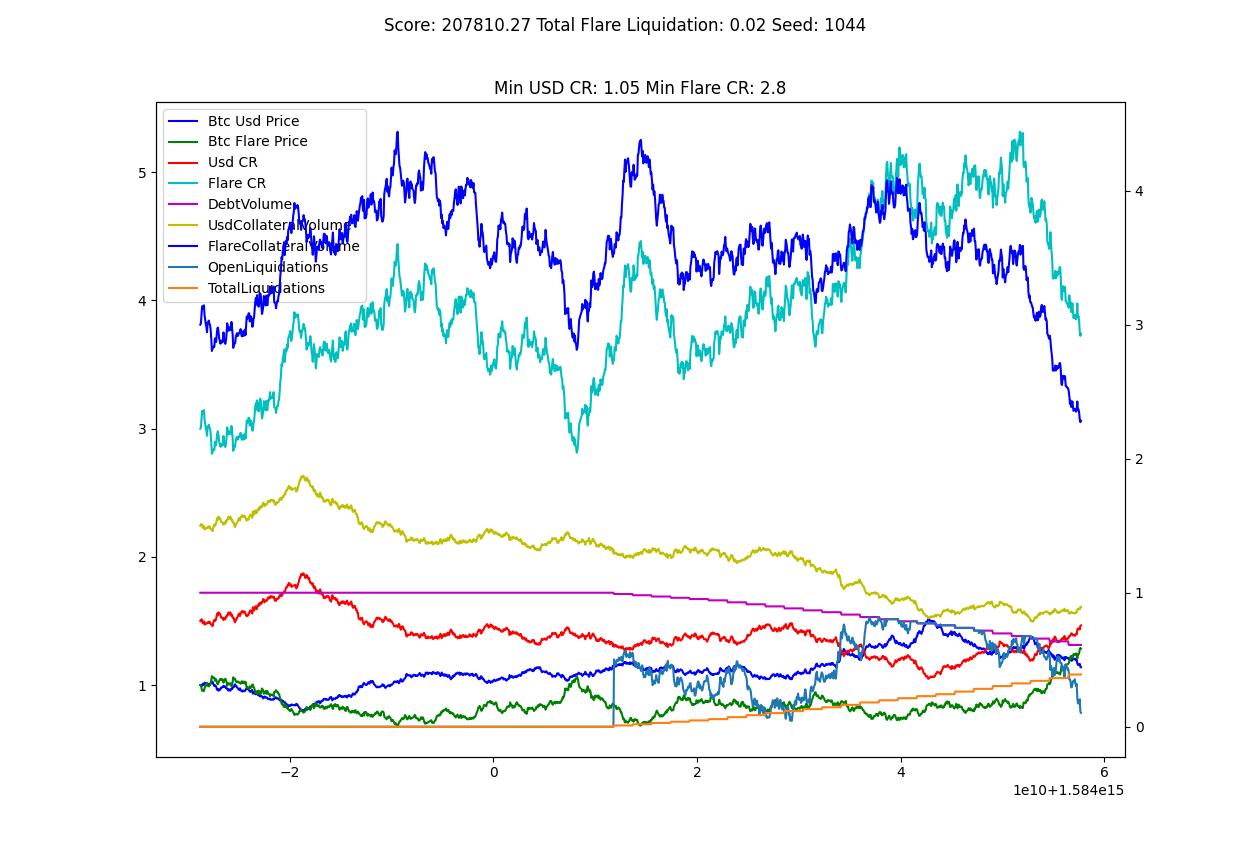 Score: 207810.27 Total Flare Liquidation: 0.02 Seed: 1044
Min USD CR: 1.05 Min Flare CR: 2.8
Btc Usd Price
Btc Flare Price
Usd CR
Flare CR
DebtVolume
UsdCollateralVolume
FlareCollateralVolume
OpenLiquidations
TotalLiquidations
5
4
3
2
1
4
3
2
1
0
−2
0
2
4
6
1e10+1.584e15